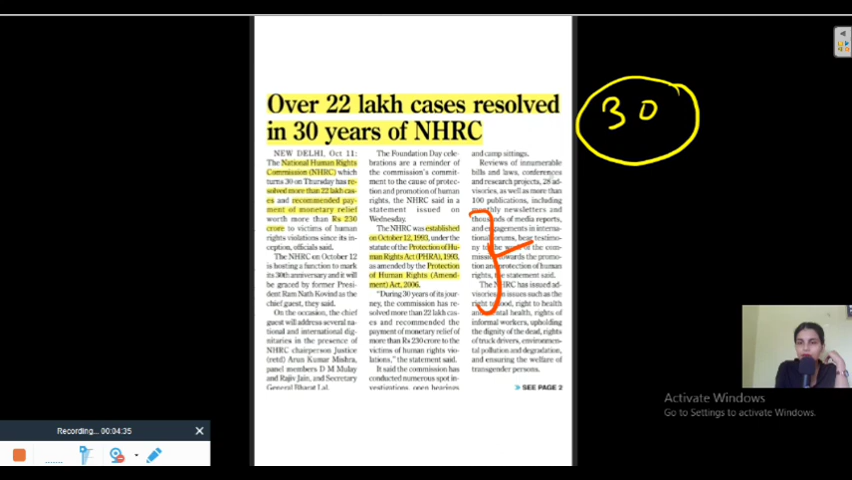 Over 22 lakh cases resolved
in 30 years of NHRC
30
NEW DELHI, Oct 11:
The National Human Rights
Commission (NHRC) which
turns 30 on Thursday has re-
solved more than 22 lakh cas-
es and recommended pay-
ment of monetary relief
worth more than Rs 230
crore to victims of human
rights violations since its in-
ception, officials said.
The NHRC on October 12
is hosting a function to mark
its 30th anniversary and it will
be graced by former Presi-
dent Ram Nath Kovind as the
chief guest, they said.
On the occasion, the chief
guest will address several na-
tional and international dig-
nitaries in the presence of
NHRC chairperson Justice
(retd) Arun Kumar Mishra,
panel members D M Mulay
and Rajiv Jain, and Secretary
General Bharat Lal.
The Foundation Day cele-
brations are a reminder of
the commission's commit-
ment to the cause of protec-
tion and promotion of human
rights, the NHRC said in a
statement issued on
Wednesday.
The NHRC was established
on October 12, 1993, under the
statute of the Protection of Hu-
man Rights Act (PHRA), 1993,
as amended by the Protection
of Human Rights (Amend-
ment) Act, 2006.
"During 30 years of its jour-
ney, the commission has re-
solved more than 22 lakh cas-
es and recommended the
payment of monetary relief of
more than Rs 230 crore to the
victims of human rights vio-
lations," the statement said.
It said the commission has
conducted numerous spot in-
vestigations, open hearings
and camp sittings.
Reviews of innumerable
bills and laws, conferences
and research projects, 28 ad-
visories, as well as more than
100 publications, including
monthly newsletters and
thousands of media reports,
and engagements in interna-
tional forums, bear testimo-
ny to the work of the com-
mission towards the promo-
tion and protection of human
rights, the statement said.
The NHRC has issued ad-
visories on issues such as the
right to food, right to health
and mental health, rights of
informal workers, upholding
the dignity of the dead, rights
of truck drivers, environmen-
tal pollution and degradation,
and ensuring the welfare of
transgender persons.
> SEE PAGE 2
Activate Windows
Go to Settings to activate Windows.
Recording... 00:04:35